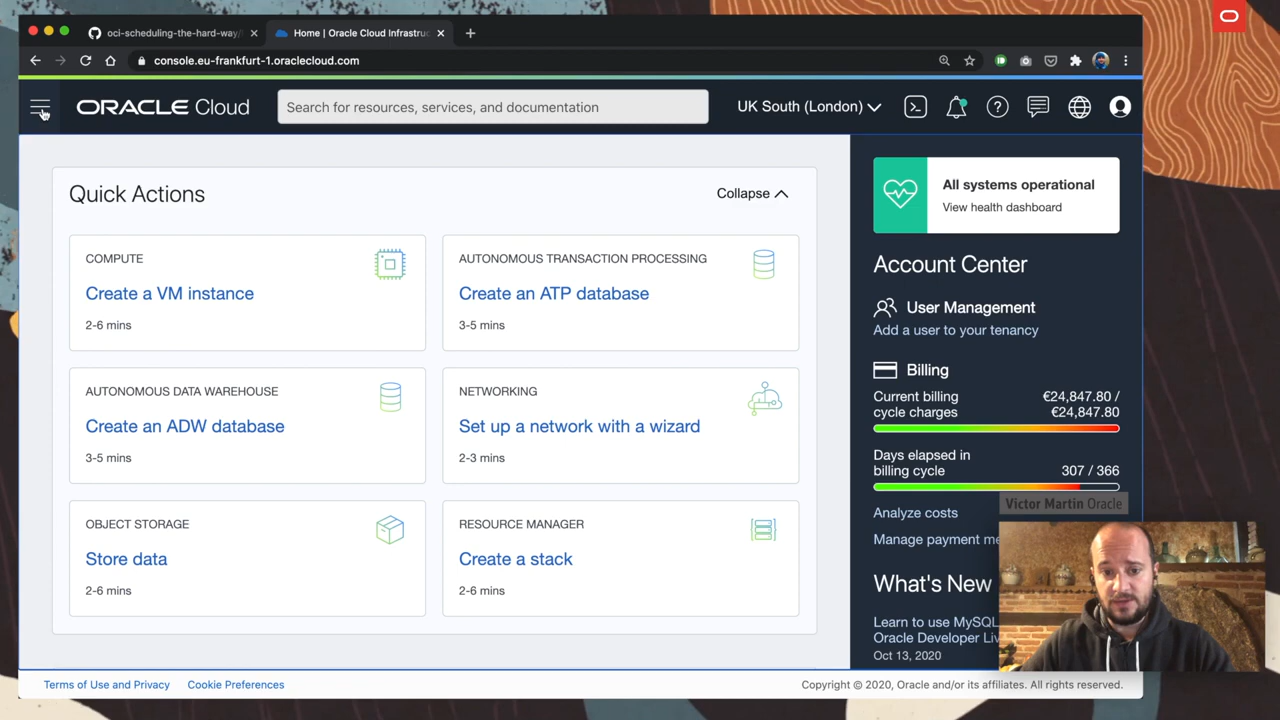 oci-scheduling-the-hard-way/
Home | Oracle Cloud Infrastruc
console.eu-frankfurt-1.oraclecloud.com
ORACLE Cloud
Search for resources, services, and documentation
UK South (London)
Quick Actions
Collapse
COMPUTE
Create a VM instance
2-6 mins
AUTONOMOUS TRANSACTION PROCESSING
Create an ATP database
3-5 mins
AUTONOMOUS DATA WAREHOUSE
Create an ADW database
3-5 mins
NETWORKING
Set up a network with a wizard
2-3 mins
OBJECT STORAGE
Store data
2-6 mins
RESOURCE MANAGER
Create a stack
2-6 mins
All systems operational
View health dashboard
Account Center
User Management
Add a user to your tenancy
Billing
Current billing
cycle charges
€24,847.80 /
€24,847.80
Days elapsed in
billing cycle
307 / 366
Analyze costs
Manage payment me
What's New
Learn to use MySQL
Oracle Developer Liv
Oct 13, 2020
Victor Martin Oracle
Terms of Use and Privacy
Cookie Preferences
Copyright © 2020, Oracle and/or its affiliates. All rights reserved.